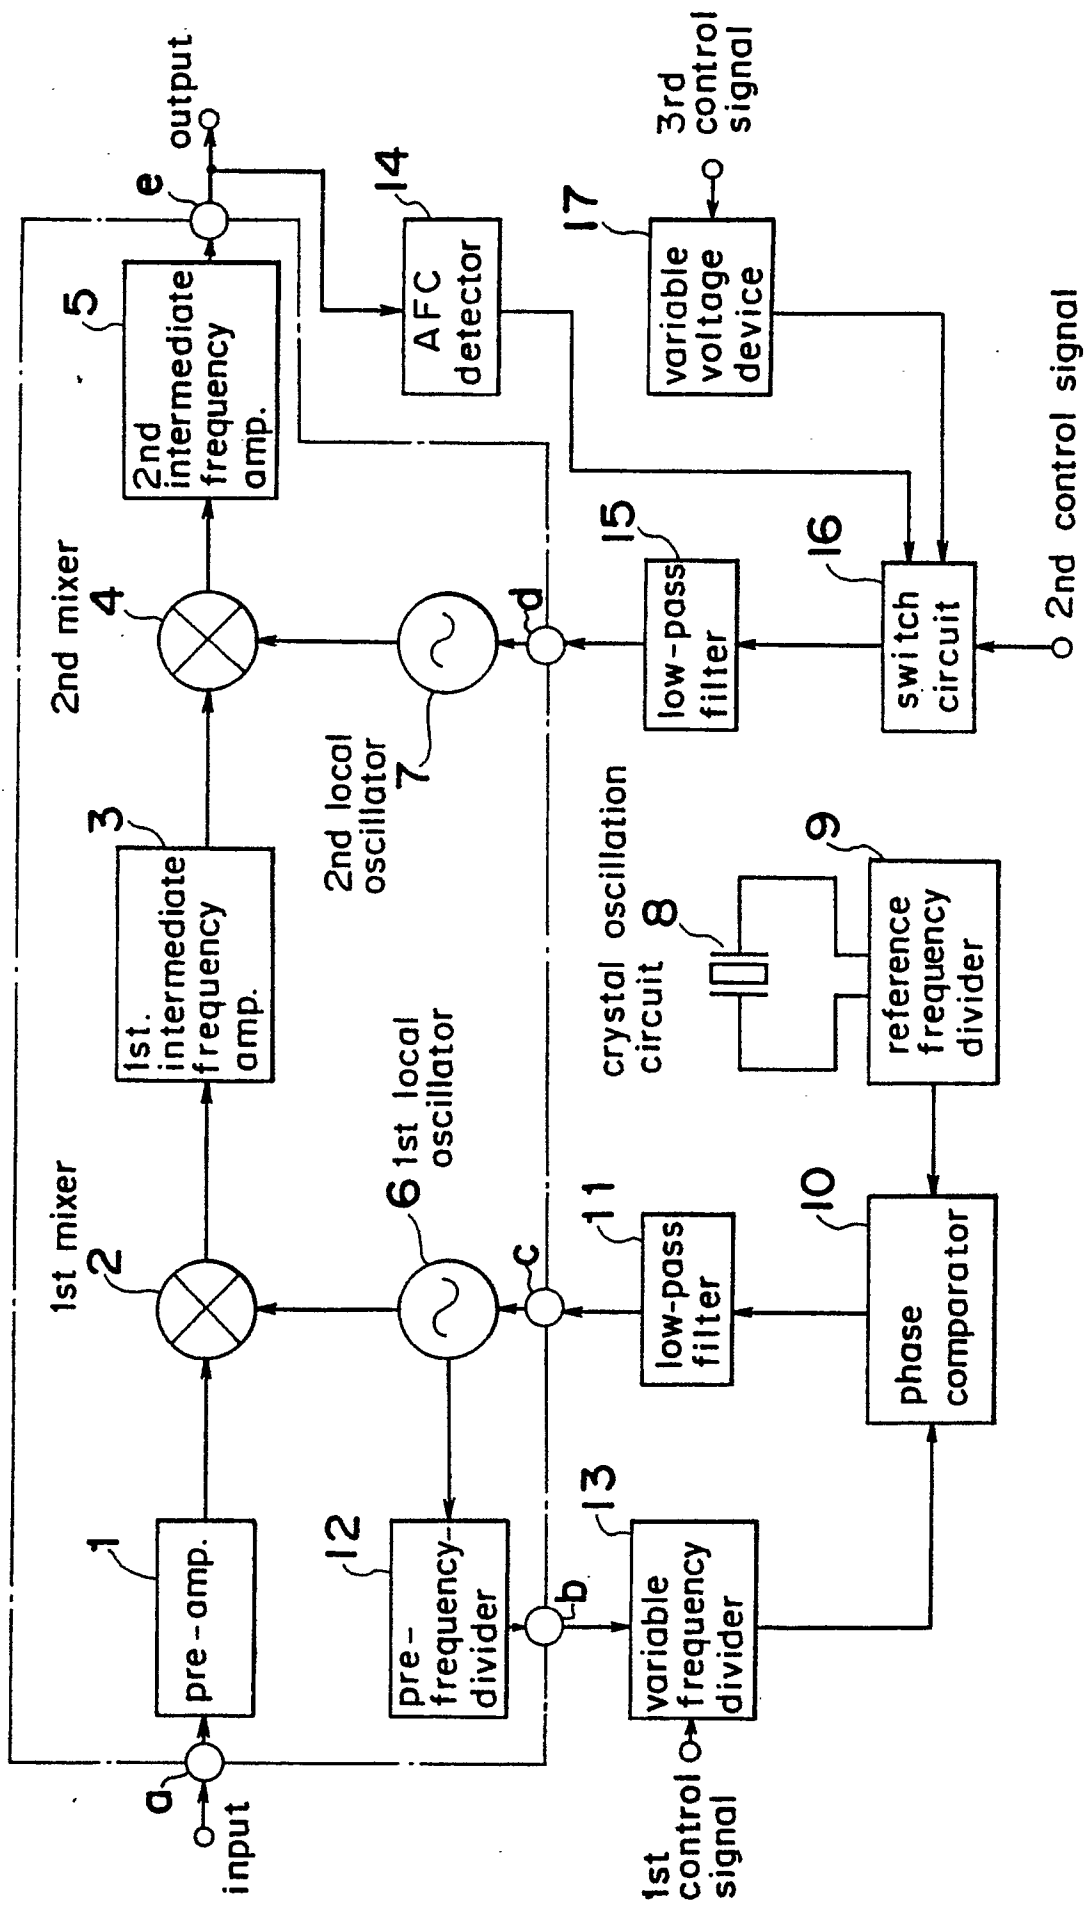 input
a
1
pre-amp.
1st mixer
2
1st.
intermediate
frequency
amp.
3
2nd mixer
4
2nd
intermediate
frequency
amp.
5
e
output
12
pre-
frequency-
divider
6
1st local
oscillator
2nd local
oscillator
7
14
AFC
detector
b
c
d
1st
control
signal
13
variable
frequency
divider
11
low-pass
filter
crystal oscillation
circuit
8
15
low-pass
filter
17
variable
voltage
device
3rd
control
signal
10
phase
comparator
9
reference
frequency
divider
16
switch
circuit
2nd control signal